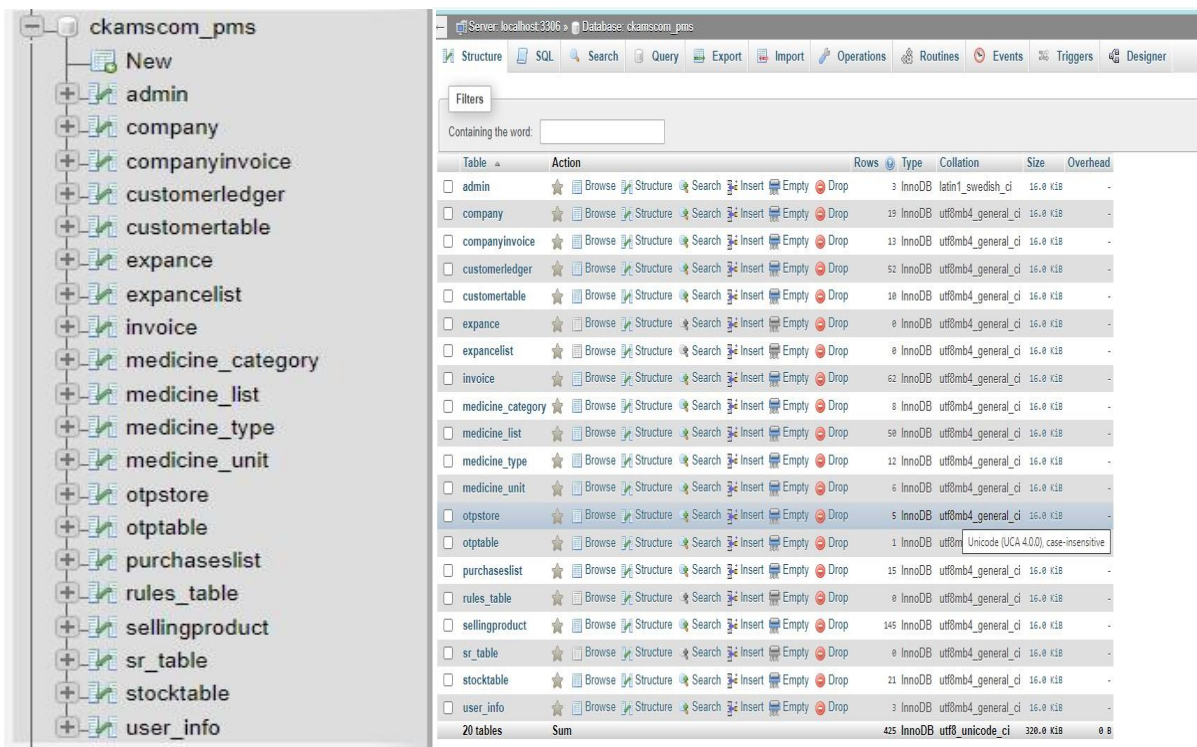 ckamscom_pms
New
admin
company
companyinvoice
customerledger
customertable
expance
expancelist
invoice
medicine_category
medicine_list
medicine_type
medicine_unit
otpstore
otptable
purchaseslist
rules_table
sellingproduct
sr_table
stocktable
user_info
Server: localhost:3306 » Database: ckamscom_pms
Structure SQL Search Query Export Import Operations Routines Events Triggers Designer
Filters
Containing the word:
Table Action Rows Type Collation Size Overhead
admin Browse Structure Search Insert Empty Drop 3 InnoDB latin1_swedish_ci 16.0 KiB -
company Browse Structure Search Insert Empty Drop 19 InnoDB utf8mb4_general_ci 16.0 KiB -
companyinvoice Browse Structure Search Insert Empty Drop 13 InnoDB utf8mb4_general_ci 16.0 KiB -
customerledger Browse Structure Search Insert Empty Drop 52 InnoDB utf8mb4_general_ci 16.0 KiB -
customertable Browse Structure Search Insert Empty Drop 10 InnoDB utf8mb4_general_ci 16.0 KiB -
expance Browse Structure Search Insert Empty Drop 0 InnoDB utf8mb4_general_ci 16.0 KiB -
expancelist Browse Structure Search Insert Empty Drop 0 InnoDB utf8mb4_general_ci 16.0 KiB -
invoice Browse Structure Search Insert Empty Drop 62 InnoDB utf8mb4_general_ci 16.0 KiB -
medicine_category Browse Structure Search Insert Empty Drop 8 InnoDB utf8mb4_general_ci 16.0 KiB -
medicine_list Browse Structure Search Insert Empty Drop 50 InnoDB utf8mb4_general_ci 16.0 KiB -
medicine_type Browse Structure Search Insert Empty Drop 12 InnoDB utf8mb4_general_ci 16.0 KiB -
medicine_unit Browse Structure Search Insert Empty Drop 6 InnoDB utf8mb4_general_ci 16.0 KiB -
otpstore Browse Structure Search Insert Empty Drop 5 InnoDB utf8mb4_general_ci 16.0 KiB -
otptable Browse Structure Search Insert Empty Drop 1 InnoDB utf8m Unicode (UCA 4.0.0), case-insensitive
purchaseslist Browse Structure Search Insert Empty Drop 15 InnoDB utf8mb4_general_ci 16.0 KiB -
rules_table Browse Structure Search Insert Empty Drop 0 InnoDB utf8mb4_general_ci 16.0 KiB -
sellingproduct Browse Structure Search Insert Empty Drop 145 InnoDB utf8mb4_general_ci 16.0 KiB -
sr_table Browse Structure Search Insert Empty Drop 0 InnoDB utf8mb4_general_ci 16.0 KiB -
stocktable Browse Structure Search Insert Empty Drop 21 InnoDB utf8mb4_general_ci 16.0 KiB -
user_info Browse Structure Search Insert Empty Drop 3 InnoDB utf8mb4_general_ci 16.0 KiB -
20 tables Sum 425 InnoDB utf8_unicode_ci 320.0 KiB 0 B